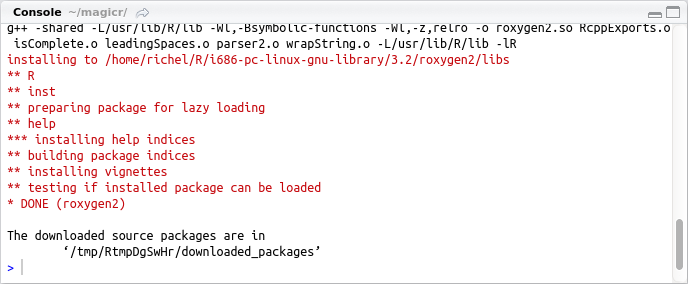 Console ~/magicr/
g++ -shared -L/usr/lib/R/lib -Wl,-Bsymbolic-functions -Wl,-z,relro -o roxygen2.so RcppExports.o
isComplete.o leadingSpaces.o parser2.o wrapString.o -L/usr/lib/R/lib -lR
installing to /home/richel/R/i686-pc-linux-gnu-library/3.2/roxygen2/libs
** R
** inst
** preparing package for lazy loading
** help
*** installing help indices
** building package indices
** installing vignettes
** testing if installed package can be loaded
* DONE (roxygen2)
The downloaded source packages are in
‘/tmp/RtmpDgSwHr/downloaded_packages’
>